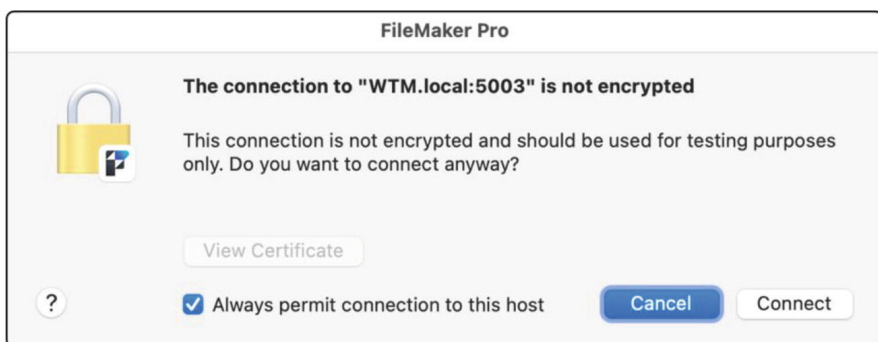 FileMaker Pro
The connection to "WTM.local:5003" is not encrypted
This connection is not encrypted and should be used for testing purposes
only. Do you want to connect anyway?
View Certificate
?
Always permit connection to this host
Cancel
Connect